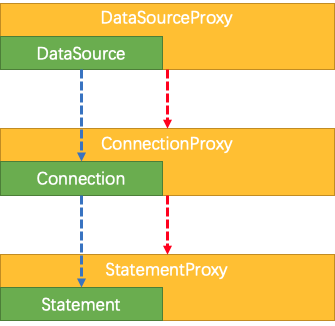 DataSourceProxy
DataSource
ConnectionProxy
Connection
StatementProxy
Statement